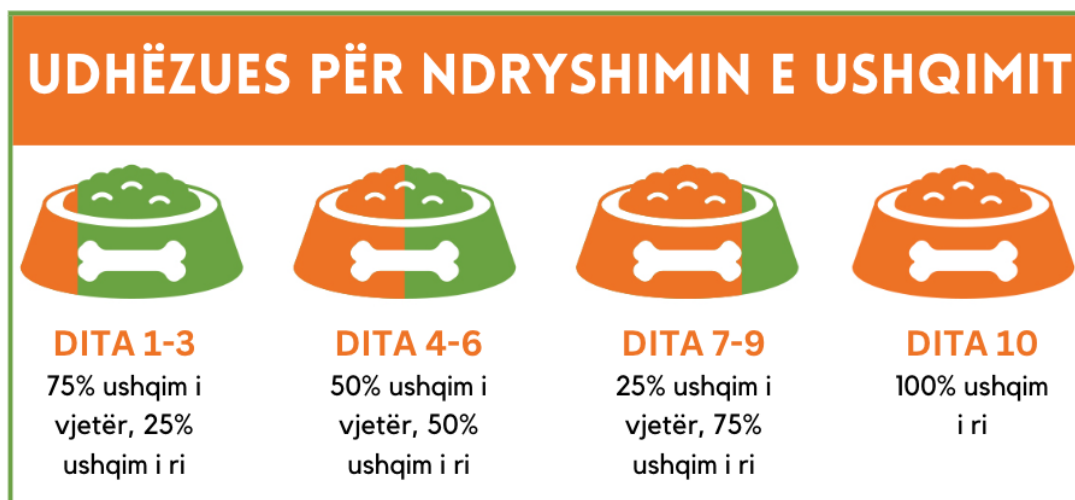 UDHËZUES PËR NDRYSHIMIN E USHQIMIT
DITA 1-3
75% ushqim i
vjetër, 25%
ushqim i ri
DITA 4-6
50% ushqim i
vjetër, 50%
ushqim i ri
DITA 7-9
25% ushqim i
vjetër, 75%
ushqim i ri
DITA 10
100% ushqim
i ri